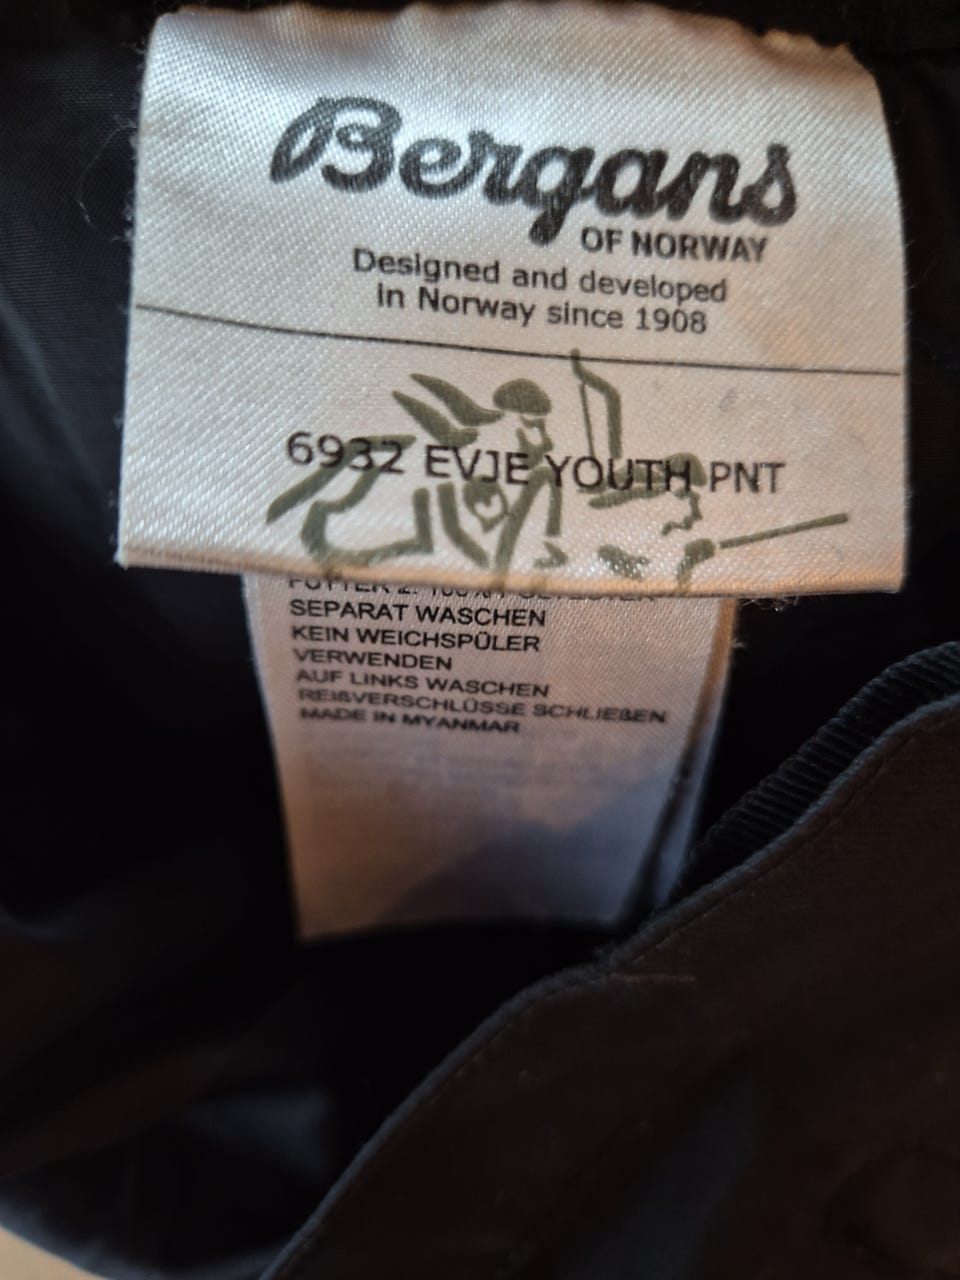 Bergans
OF NORWAY
Designed and developed
in Norway since 1908
6932 EVJE YOUTH PNT
SEPARAT WASCHEN
KEIN WEICHSPÜLER
VERWENDEN
AUF LINKS WASCHEN
REIßVERSCHLÜSSE SCHLIEßEN
MADE IN MYANMAR